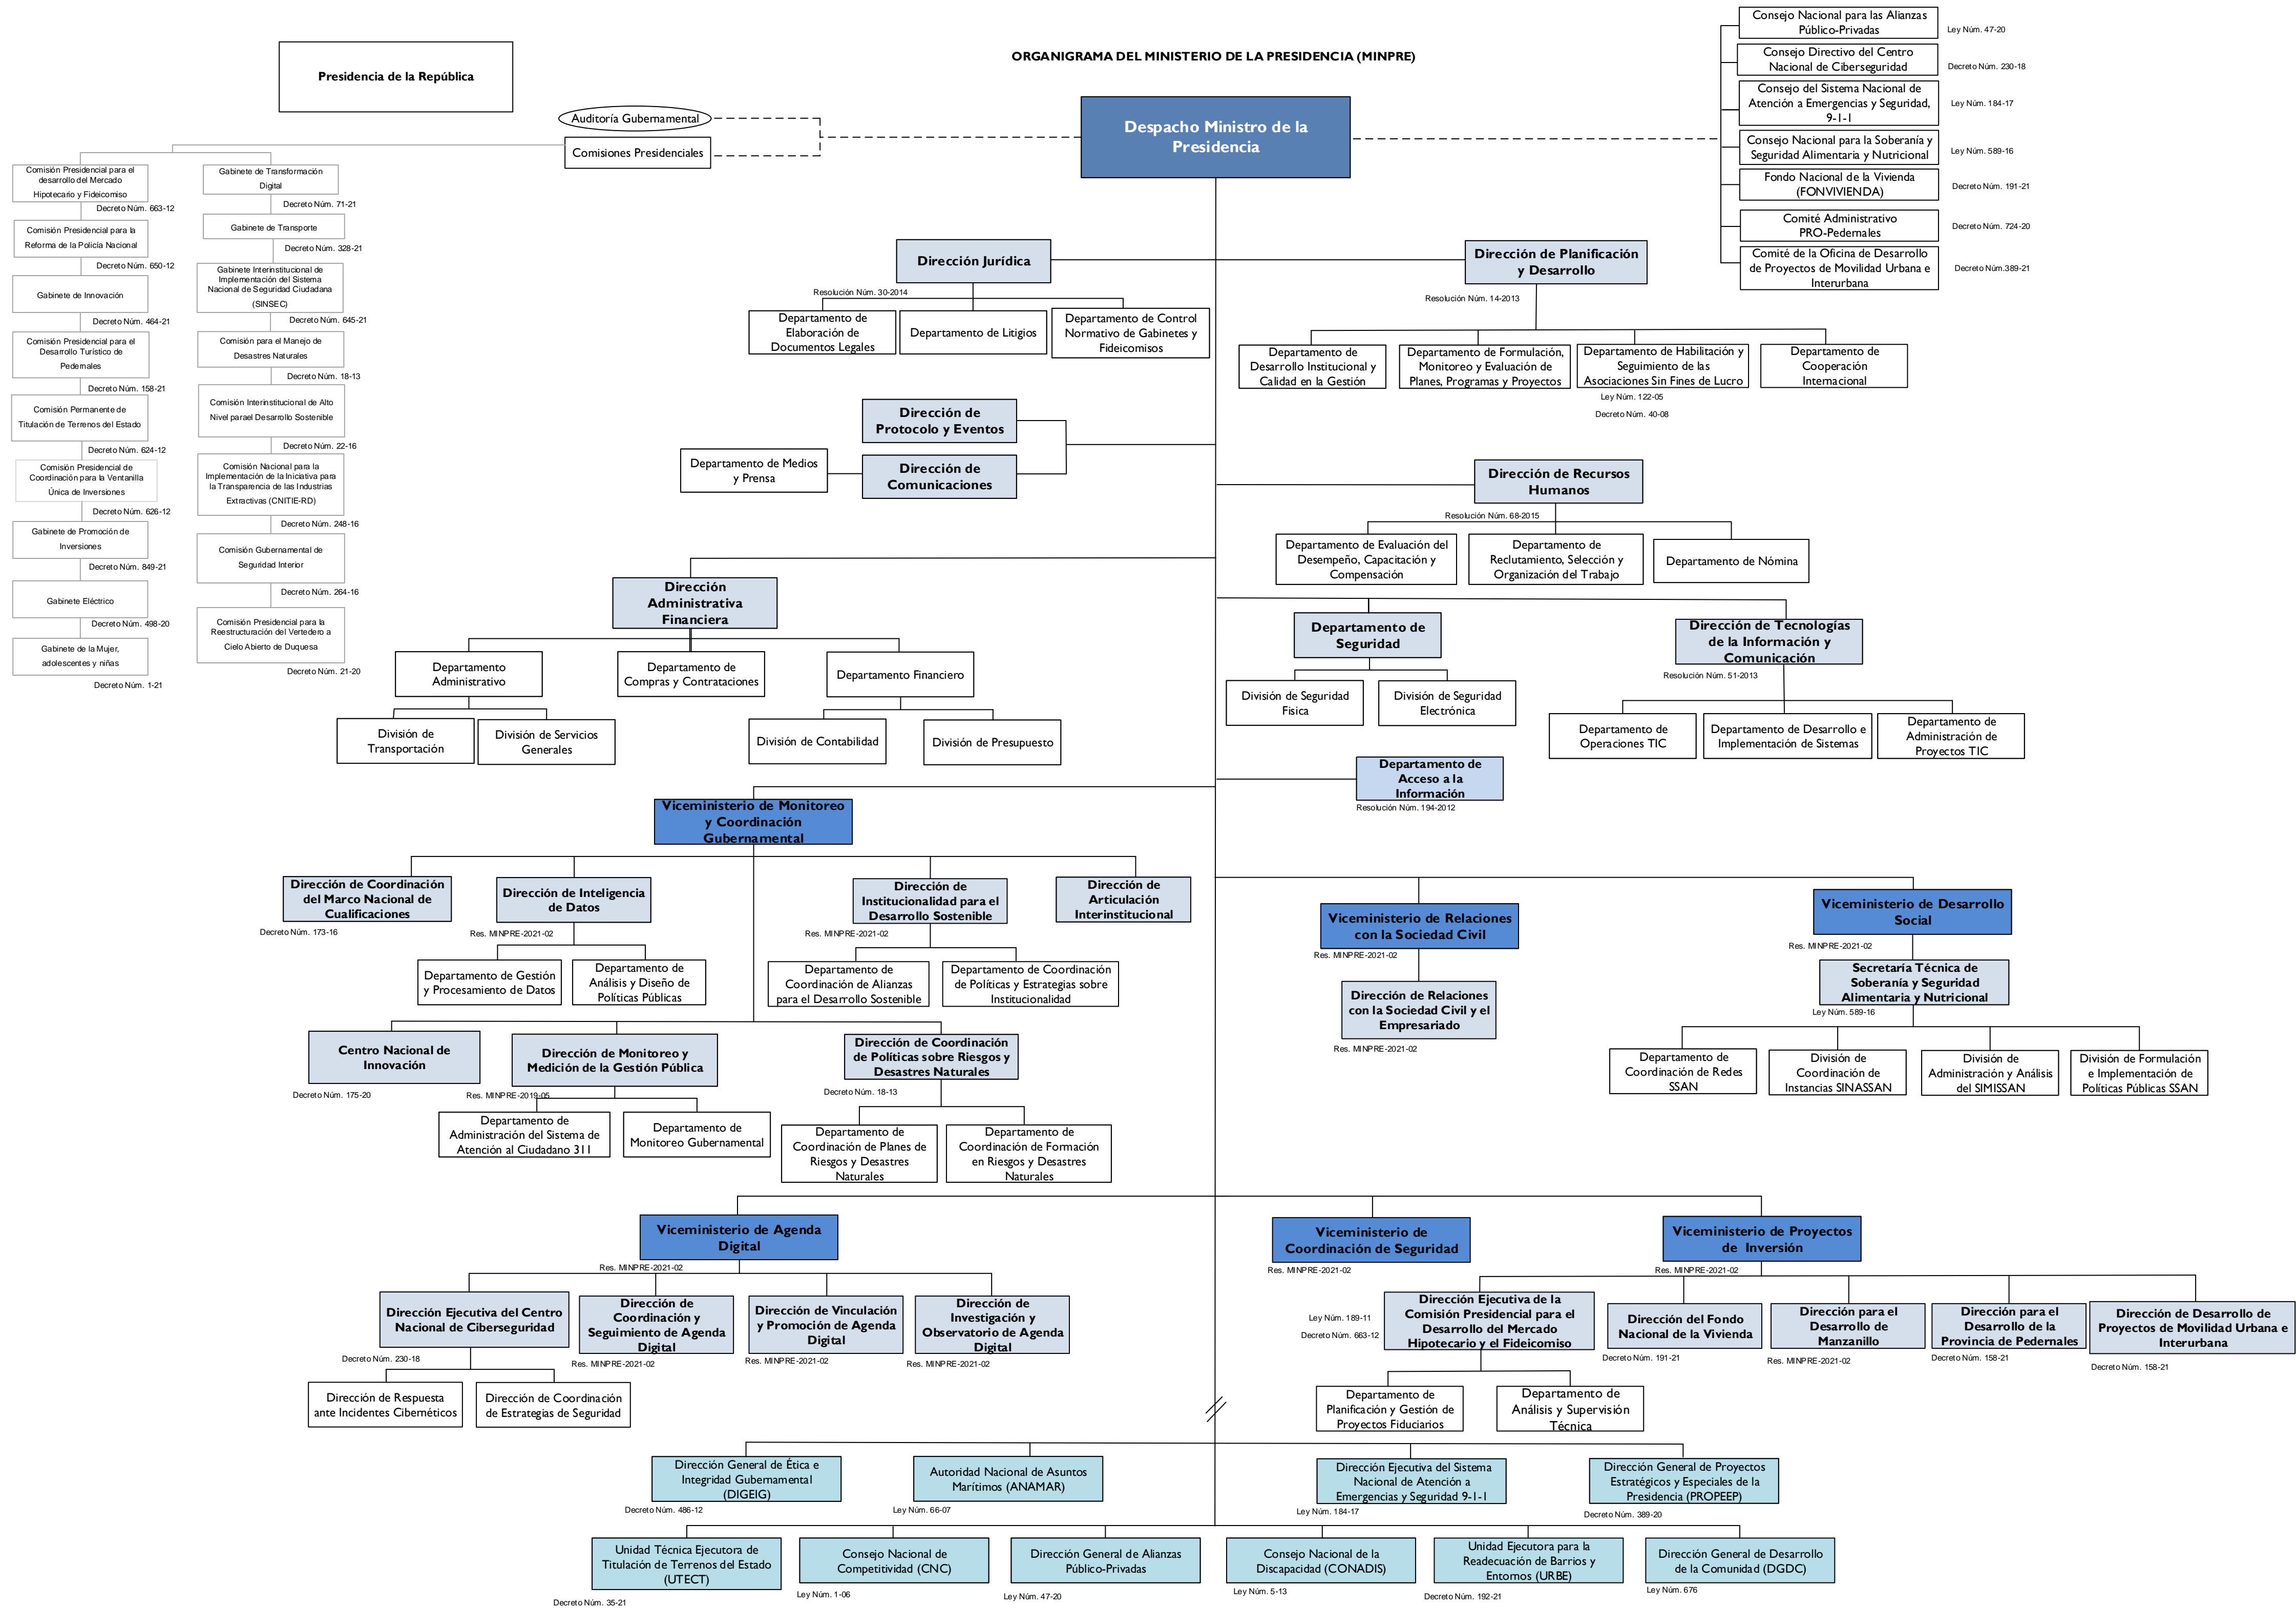 ORGANIGRAMA DEL MINISTERIO DE LA PRESIDENCIA (MINPRE)
Presidencia de la República
Auditoría Gubernamental
Comisiones Presidenciales
Despacho Ministro de la
Presidencia
Consejo Nacional para las Alianzas
Público-Privadas
Ley Núm. 47-20
Consejo Directivo del Centro
Nacional de Ciberseguridad
Decreto Núm. 230-18
Consejo del Sistema Nacional de
Atención a Emergencias y Seguridad,
9-1-1
Ley Núm. 184-17
Consejo Nacional para la Soberanía y
Seguridad Alimentaria y Nutricional
Ley Núm. 589-16
Fondo Nacional de la Vivienda
(FONVIVIENDA)
Decreto Núm. 191-21
Comité Administrativo
PRO-Pedernales
Decreto Núm. 724-20
Comité de la Oficina de Desarrollo
de Proyectos de Movilidad Urbana e
Interurbana
Decreto Núm.389-21
Comisión Presidencial para el
desarrollo del Mercado
Hipotecario y Fideicomiso
Decreto Núm. 663-12
Comisión Presidencial para la
Reforma de la Policía Nacional
Decreto Núm. 650-12
Gabinete de Innovación
Decreto Núm. 464-21
Comisión Presidencial para el
Desarrollo Turístico de
Pedernales
Decreto Núm. 158-21
Comisión Permanente de
Titulación de Terrenos del Estado
Decreto Núm. 624-12
Comisión Presidencial de
Coordinación para la Ventanilla
Única de Inversiones
Decreto Núm. 626-12
Gabinete de Promoción de
Inversiones
Decreto Núm. 849-21
Gabinete Eléctrico
Decreto Núm. 498-20
Gabinete de la Mujer,
adolescentes y niñas
Decreto Núm. 1-21
Gabinete de Transformación
Digital
Decreto Núm. 71-21
Gabinete de Transporte
Decreto Núm. 328-21
Gabinete Interinstitucional de
Implementación del Sistema
Nacional de Seguridad Ciudadana
(SINSEC)
Decreto Núm. 645-21
Comisión para el Manejo de
Desastres Naturales
Decreto Núm. 18-13
Comisión Interinstitucional de Alto
Nivel parael Desarrollo Sostenible
Decreto Núm. 22-16
Comisión Nacional para la
Implementación de la Iniciativa para
la Transparencia de las Industrias
Extractivas (CNITIE-RD)
Decreto Núm. 248-16
Comisión Gubernamental de
Seguridad Interior
Decreto Núm. 264-16
Comisión Presidencial para la
Reestructuración del Vertedero a
Cielo Abierto de Duquesa
Decreto Núm. 21-20
Dirección Jurídica
Resolución Núm. 30-2014
Departamento de
Elaboración de
Documentos Legales
Departamento de Litigios
Departamento de Control
Normativo de Gabinetes y
Fideicomisos
Dirección de Planificación
y Desarrollo
Resolución Núm. 14-2013
Departamento de
Desarrollo Institucional y
Calidad en la Gestión
Departamento de Formulación,
Monitoreo y Evaluación de
Planes, Programas y Proyectos
Departamento de Habilitación y
Seguimiento de las
Asociaciones Sin Fines de Lucro
Ley Núm. 122-05
Decreto Núm. 40-08
Departamento de
Cooperación
Internacional
Dirección de
Protocolo y Eventos
Dirección de
Comunicaciones
Departamento de Medios
y Prensa
Dirección de Recursos
Humanos
Resolución Núm. 68-2015
Departamento de Evaluación del
Desempeño, Capacitación y
Compensación
Departamento de
Reclutamiento, Selección y
Organización del Trabajo
Departamento de Nómina
Dirección
Administrativa
Financiera
Departamento
Administrativo
Departamento de
Compras y Contrataciones
Departamento Financiero
División de
Transportación
División de Servicios
Generales
División de Contabilidad
División de Presupuesto
Departamento de
Seguridad
División de Seguridad
Fisica
División de Seguridad
Electrónica
Dirección de Tecnologías
de la Información y
Comunicación
Resolución Núm. 51-2013
Departamento de
Operaciones TIC
Departamento de Desarrollo e
Implementación de Sistemas
Departamento de
Administración de
Proyectos TIC
Departamento de
Acceso a la
Información
Resolución Núm. 194-2012
Viceministerio de Monitoreo
y Coordinación
Gubernamental
Dirección de Coordinación
del Marco Nacional de
Cualificaciones
Decreto Núm. 173-16
Dirección de Inteligencia
de Datos
Res. MINPRE-2021-02
Departamento de Gestión
y Procesamiento de Datos
Departamento de
Análisis y Diseño de
Políticas Públicas
Dirección de
Institucionalidad para el
Desarrollo Sostenible
Res. MINPRE-2021-02
Departamento de
Coordinación de Alianzas
para el Desarrollo Sostenible
Departamento de Coordinación
de Políticas y Estrategias sobre
Institucionalidad
Dirección de
Articulación
Interinstitucional
Centro Nacional de
Innovación
Decreto Núm. 175-20
Dirección de Monitoreo y
Medición de la Gestión Pública
Res. MINPRE-2019-05
Departamento de
Administración del Sistema de
Atención al Ciudadano 311
Departamento de
Monitoreo Gubernamental
Dirección de Coordinación
de Políticas sobre Riesgos y
Desastres Naturales
Decreto Núm. 18-13
Departamento de
Coordinación de Planes de
Riesgos y Desastres
Naturales
Departamento de
Coordinación de Formación
en Riesgos y Desastres
Naturales
Viceministerio de Relaciones
con la Sociedad Civil
Res. MINPRE-2021-02
Dirección de Relaciones
con la Sociedad Civil y el
Empresariado
Res. MINPRE-2021-02
Viceministerio de Desarrollo
Social
Res. MINPRE-2021-02
Secretaría Técnica de
Soberanía y Seguridad
Alimentaria y Nutricional
Ley Núm. 589-16
Departamento de
Coordinación de Redes
SSAN
División de
Coordinación de
Instancias SINASSAN
División de
Administración y Análisis
del SIMISSAN
División de Formulación
e Implementación de
Políticas Públicas SSAN
Viceministerio de Agenda
Digital
Res. MINPRE-2021-02
Dirección Ejecutiva del Centro
Nacional de Ciberseguridad
Decreto Núm. 230-18
Dirección de Respuesta
ante Incidentes Cibernéticos
Dirección de Coordinación
de Estrategias de Seguridad
Dirección de
Coordinación y
Seguimiento de Agenda
Digital
Res. MINPRE-2021-02
Dirección de Vinculación
y Promoción de Agenda
Digital
Res. MINPRE-2021-02
Dirección de
Investigación y
Observatorio de Agenda
Digital
Res. MINPRE-2021-02
Viceministerio de
Coordinación de Seguridad
Res. MINPRE-2021-02
Viceministerio de Proyectos
de Inversión
Res. MINPRE-2021-02
Ley Núm. 189-11
Decreto Núm. 663-12
Dirección Ejecutiva de la
Comisión Presidencial para el
Desarrollo del Mercado
Hipotecario y el Fideicomiso
Departamento de
Planificación y Gestión de
Proyectos Fiduciarios
Departamento de
Análisis y Supervisión
Técnica
Dirección del Fondo
Nacional de la Vivienda
Decreto Núm. 191-21
Dirección para el
Desarrollo de
Manzanillo
Res. MINPRE-2021-02
Dirección para el
Desarrollo de la
Provincia de Pedernales
Decreto Núm. 158-21
Dirección de Desarrollo de
Proyectos de Movilidad Urbana e
Interurbana
Decreto Núm. 158-21
Dirección General de Ética e
Integridad Gubernamental
(DIGEIG)
Decreto Núm. 486-12
Autoridad Nacional de Asuntos
Marítimos (ANAMAR)
Ley Núm. 66-07
Dirección Ejecutiva del Sistema
Nacional de Atención a
Emergencias y Seguridad 9-1-1
Ley Núm. 184-17
Dirección General de Proyectos
Estratégicos y Especiales de la
Presidencia (PROPEEP)
Decreto Núm. 389-20
Unidad Técnica Ejecutora de
Titulación de Terrenos del Estado
(UTECT)
Decreto Núm. 35-21
Consejo Nacional de
Competitividad (CNC)
Ley Núm. 1-06
Dirección General de Alianzas
Público-Privadas
Ley Núm. 47-20
Consejo Nacional de la
Discapacidad (CONADIS)
Ley Núm. 5-13
Unidad Ejecutora para la
Readecuación de Barrios y
Entornos (URBE)
Decreto Núm. 192-21
Dirección General de Desarrollo
de la Comunidad (DGDC)
Ley Núm. 676